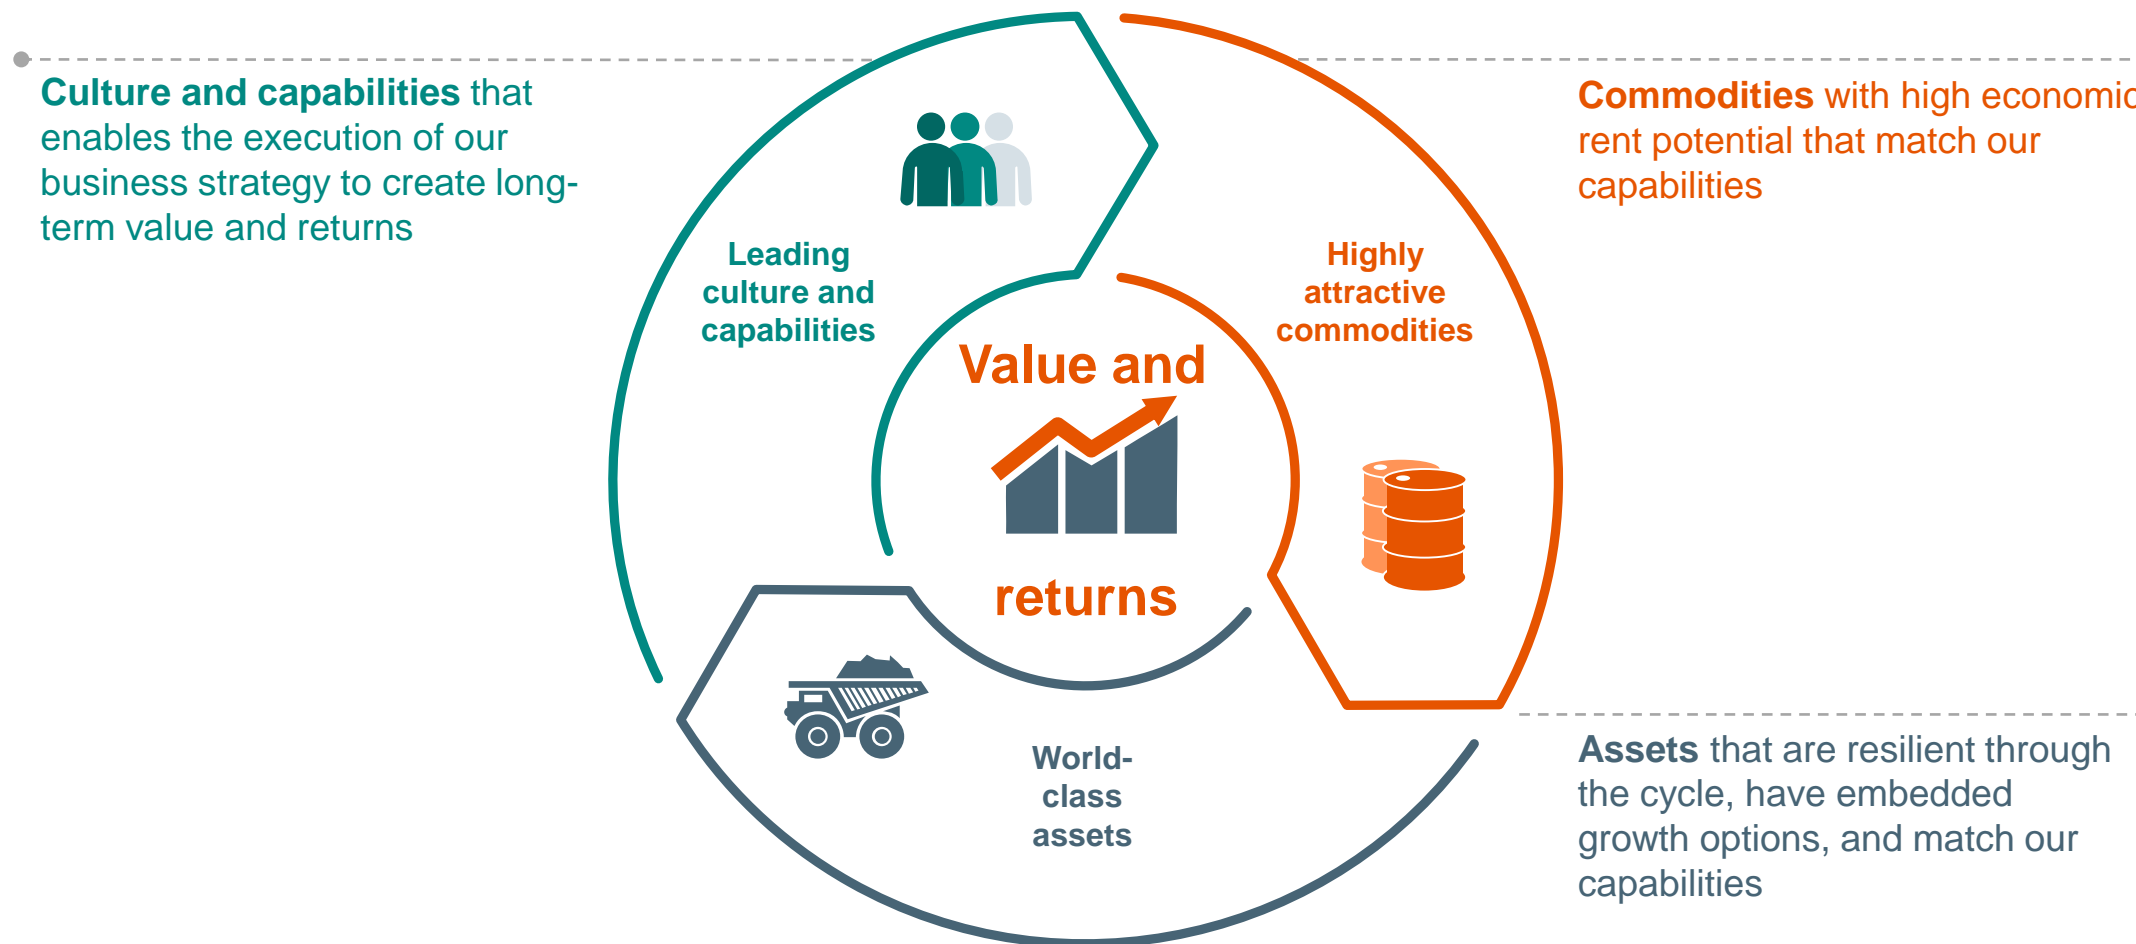 Culture and capabilities that
enables the execution of our
business strategy to create long-
term value and returns
Leading
culture and
capabilities
Value and
returns
Highly
attractive
commodities
World-
class
assets
Commodities with high economic
rent potential that match our
capabilities
Assets that are resilient through
the cycle, have embedded
growth options, and match our
capabilities